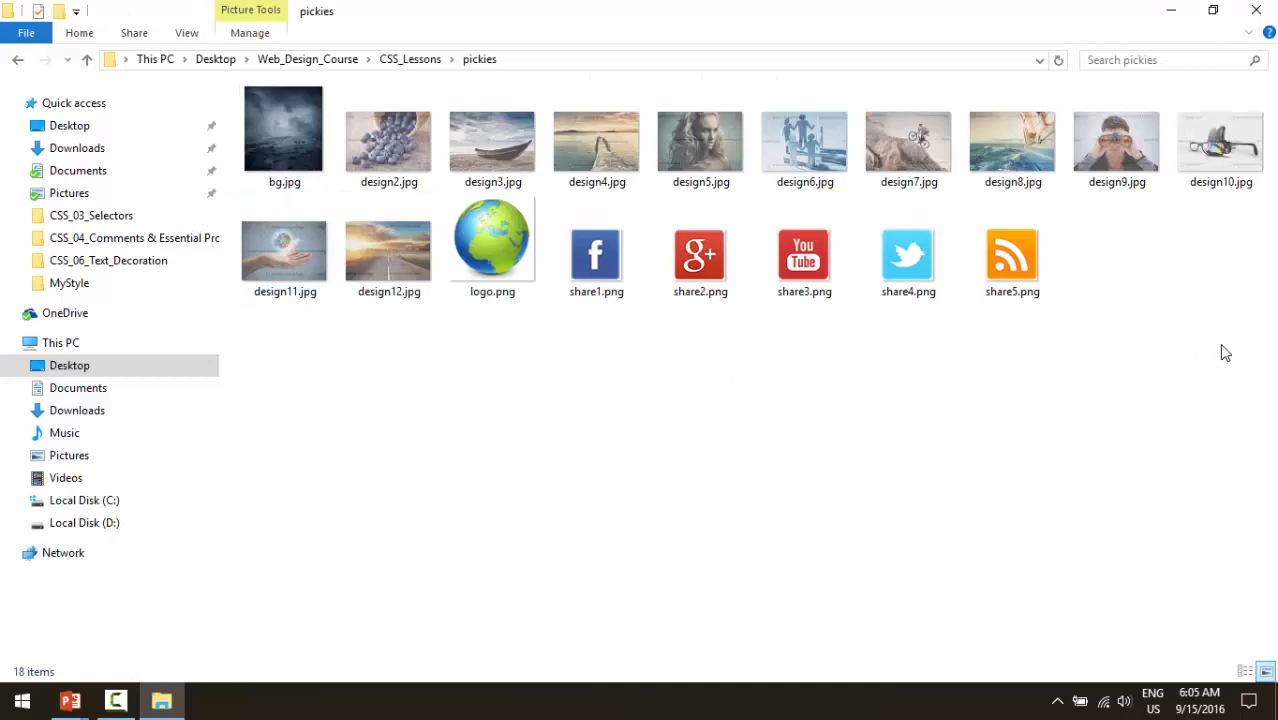 Picture Tools
pickies
File
Home
Share
View
Manage
This PC
Desktop
Web_Design_Course
CSS_Lessons
pickies
Search pickies
Quick access
Desktop
Downloads
Documents
Pictures
CSS_03_Selectors
CSS_04_Comments & Essential Prc
CSS_06_Text_Decoration
MyStyle
OneDrive
This PC
Desktop
Documents
Downloads
Music
Pictures
Videos
Local Disk (C:)
Local Disk (D:)
Network
bg.jpg
design2.jpg
design3.jpg
design4.jpg
design5.jpg
design6.jpg
design7.jpg
design8.jpg
design9.jpg
design10.jpg
design11.jpg
design12.jpg
logo.png
f
share1.png
g+
share2.png
You
Tube
share3.png
share4.png
share5.png
18 items
ENG
US
6:05 AM
9/15/2016